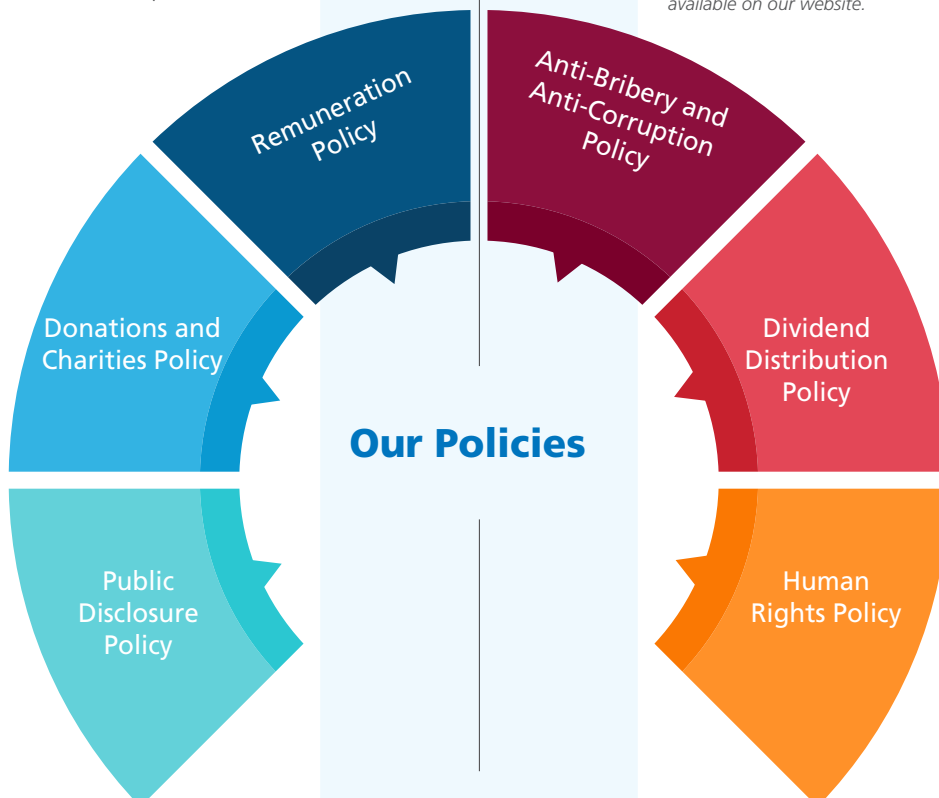 available on our website.
Remuneration
Policy
Anti-Bribery and
Anti-Corruption
Policy
Donations and
Charities Policy
Dividend
Distribution
Policy
Our Policies
Public
Disclosure
Policy
Human
Rights Policy